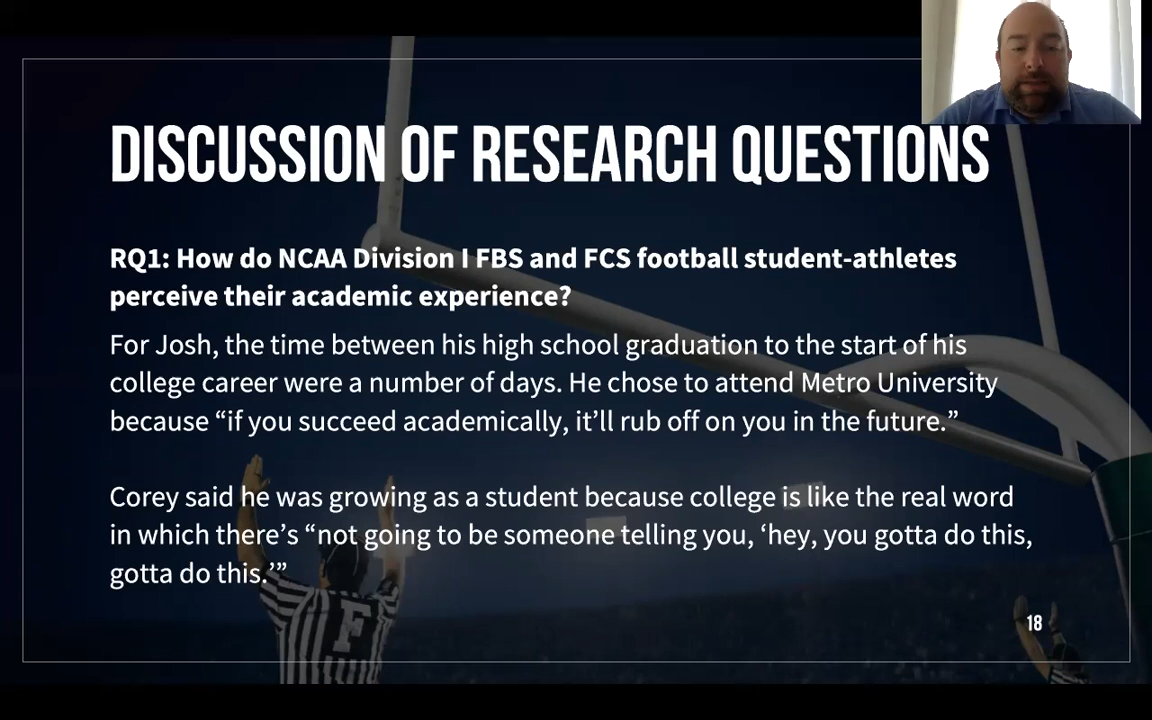 DISCUSSION OF RESEARCH QUESTIONS
RQ1: How do NCAA Division I FBS and FCS football student-athletes
perceive their academic experience?
For Josh, the time between his high school graduation to the start of his
college career were a number of days. He chose to attend Metro University
because “if you succeed academically, it’ll rub off on you in the future.”
Corey said he was growing as a student because college is like the real word
in which there’s “not going to be someone telling you, ‘hey, you gotta do this,
gotta do this.’”
F
18